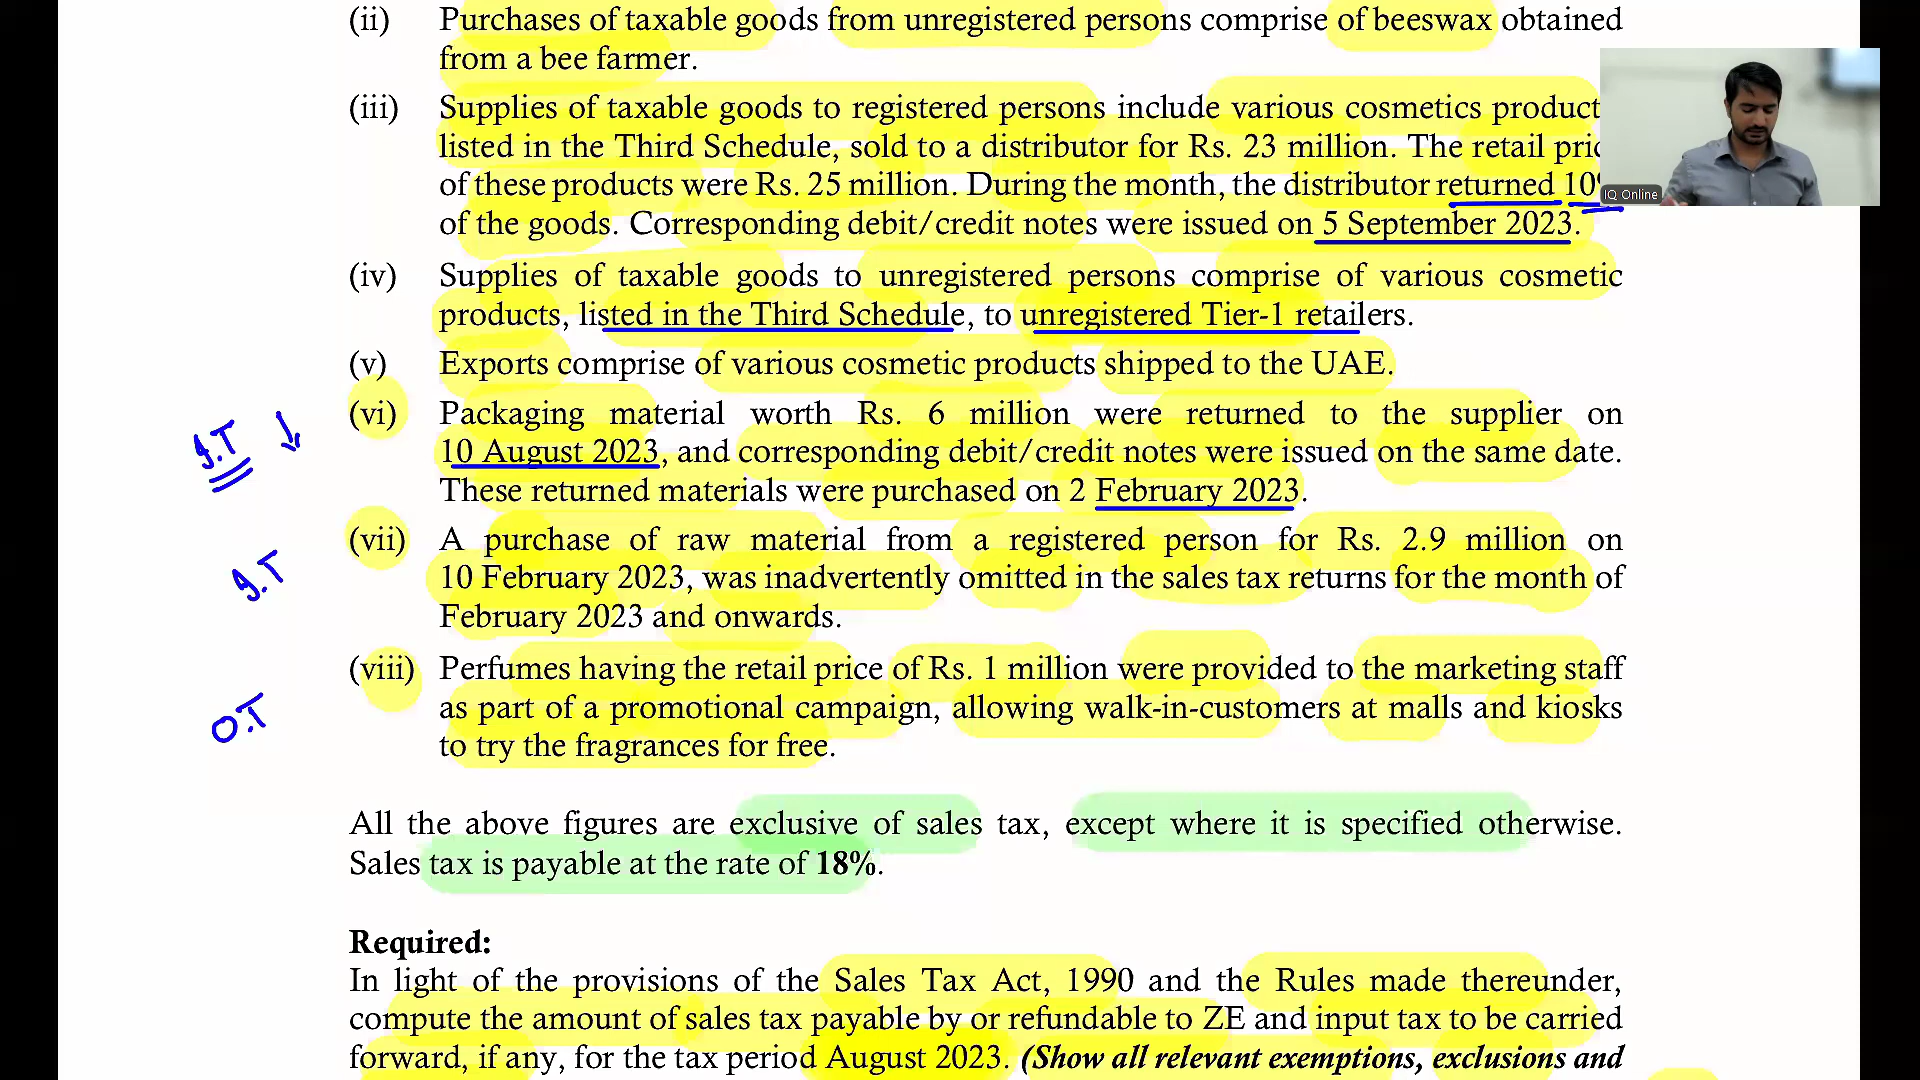 (ii) Purchases of taxable goods from unregistered persons comprise of beeswax obtained
from a bee farmer.
(iii) Supplies of taxable goods to registered persons include various cosmetics product
listed in the Third Schedule, sold to a distributor for Rs. 23 million. The retail pric
of these products were Rs. 25 million. During the month, the distributor returned 10%
of the goods. Corresponding debit/credit notes were issued on 5 September 2023.
IQ Online
(iv) Supplies of taxable goods to unregistered persons comprise of various cosmetic
products, listed in the Third Schedule, to unregistered Tier-1 retailers.
(v) Exports comprise of various cosmetic products shipped to the UAE.
(vi) Packaging material worth Rs. 6 million were returned to the supplier on
10 August 2023, and corresponding debit/credit notes were issued on the same date.
These returned materials were purchased on 2 February 2023.
I.T ↓
(vii) A purchase of raw material from a registered person for Rs. 2.9 million on
10 February 2023, was inadvertently omitted in the sales tax returns for the month of
February 2023 and onwards.
I.T
(viii) Perfumes having the retail price of Rs. 1 million were provided to the marketing staff
as part of a promotional campaign, allowing walk-in-customers at malls and kiosks
to try the fragrances for free.
O.T
All the above figures are exclusive of sales tax, except where it is specified otherwise.
Sales tax is payable at the rate of 18%.
Required:
In light of the provisions of the Sales Tax Act, 1990 and the Rules made thereunder,
compute the amount of sales tax payable by or refundable to ZE and input tax to be carried
forward, if any, for the tax period August 2023. (Show all relevant exemptions, exclusions and